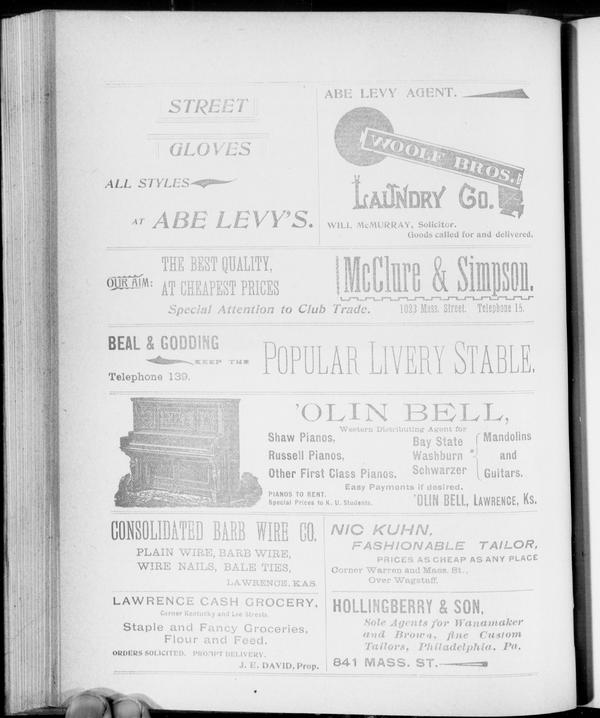 STREET
GLOVES
ALL STYLES
AT ABE LEVY'S.
ABE LEVY AGENT.
WOOLF BROS.
LAUNDRY CO.
WILL McMURRAY, Solicitor.
Goods called for and delivered.
OUR AIM:
THE BEST QUALITY,
AT CHEAPEST PRICES
McClure & Simpson.
Special Attention to Club Trade.
1033 Mass. Street. Telephone 15.
BEAL & GODDING
KEEP THE
Telephone 139.
POPULAR LIVERY STABLE.
'OLIN BELL,
Western Distributing Agent for
Shaw Pianos,
Russell Pianos,
Other First Class Pianos.
Bay State
Washburn
Schwarzer
Mandolins
and
Guitars.
Easy Payments if desired.
PIANOS TO RENT.
Special Prices to K. U. Students.
'OLIN BELL, LAWRENCE, KS.
CONSOLIDATED BARB WIRE CO.
PLAIN WIRE, BARB WIRE,
WIRE NAILS, BALE TIES,
LAWRENCE, KAS.
NIC KUHN,
FASHIONABLE TAILOR,
PRICES AS CHEAP AS ANY PLACE
Corner Warren and Mass. St.,
Over Wagstaff.
LAWRENCE CASH GROCERY,
Corner Kentucky and Lee Streets.
Staple and Fancy Groceries,
Flour and Feed.
ORDERS SOLICITED. PROMPT DELIVERY.
J. E. DAVID, Prop.
HOLLINGBERRY & SON,
Sole Agents for Wanamaker
and Brown, fine Custom
Tailors, Philadelphia. Pa.
841 MASS. ST.